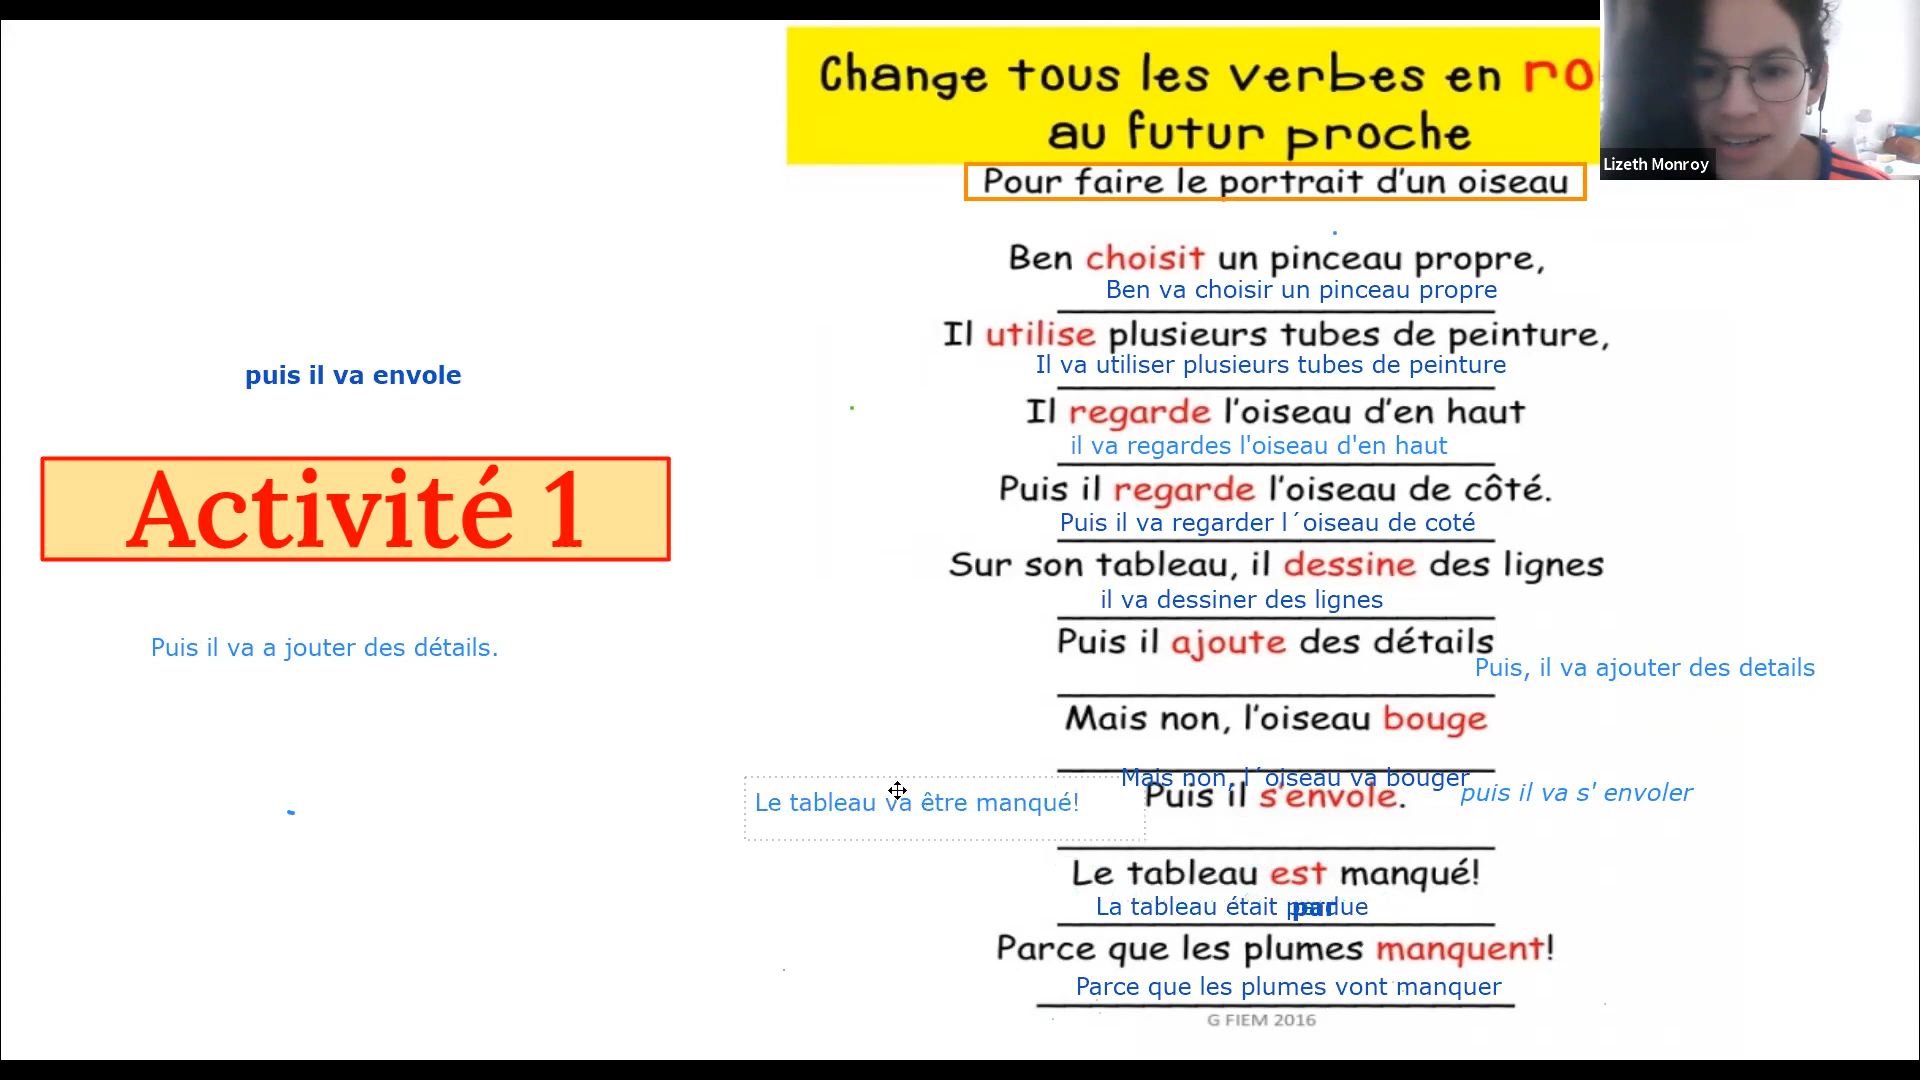 Change tous les verbes en ro
au futur proche
Lizeth Monroy
Pour faire le portrait d'un oiseau
Ben choisit un pinceau propre,
Ben va choisir un pinceau propre
Il utilise plusieurs tubes de peinture,
Il va utiliser plusieurs tubes de peinture
puis il va envole
Il regarde l'oiseau d'en haut
il va regardes l'oiseau d'en haut
Activité 1
Puis il regarde l'oiseau de côté.
Puis il va regarder l´oiseau de coté
Sur son tableau, il dessine des lignes
il va dessiner des lignes
Puis il ajoute des détails
Puis il va a jouter des détails.
Puis, il va ajouter des details
Mais non, l'oiseau bouge
Mais non, l´oiseau va bouger
Puis il s'envole.
puis il va s' envoler
Le tableau va être manqué!
Le tableau est manqué!
La tableau était
par
Parce que les plumes manquent!
Parce que les plumes vont manquer
G FIEM 2016